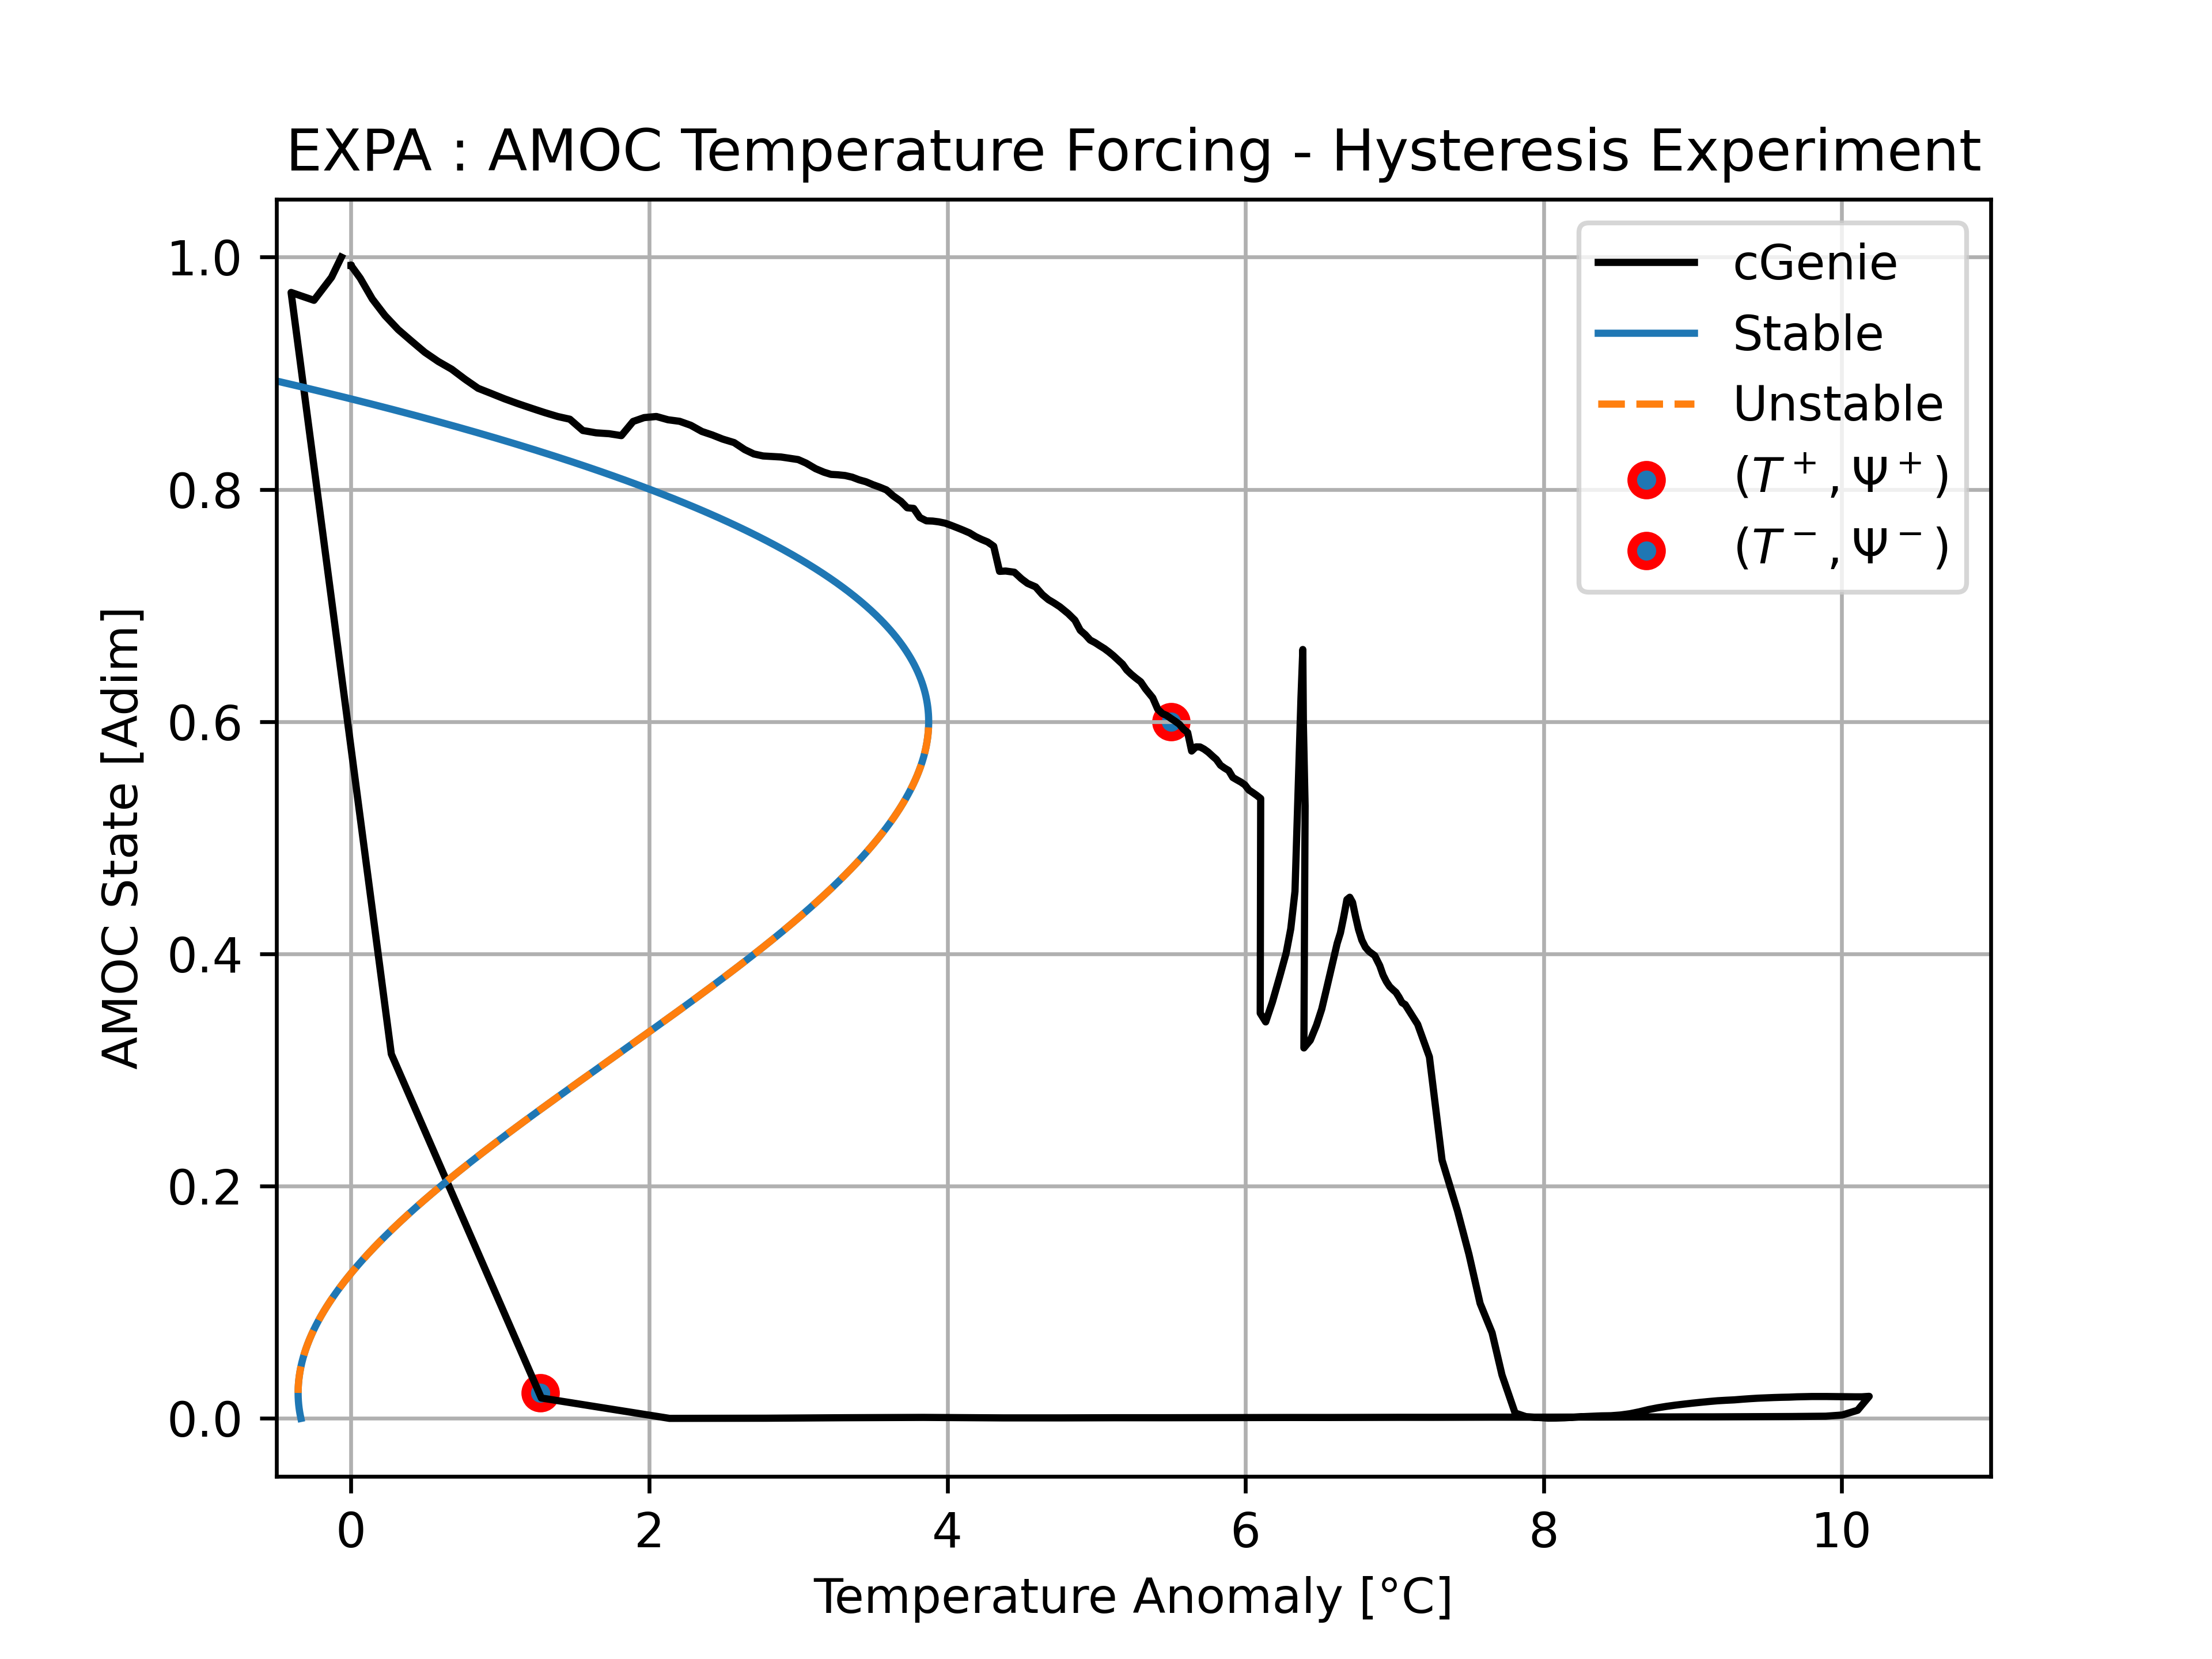 EXPA : AMOC Temperature Forcing - Hysteresis Experiment
cGenie
Stable
Unstable
(T⁺, Ψ⁺)
(T⁻, Ψ⁻)
AMOC State [Adim]
1.0
0.8
0.6
0.4
0.2
0.0
0 2 4 6 8 10
Temperature Anomaly [°C]